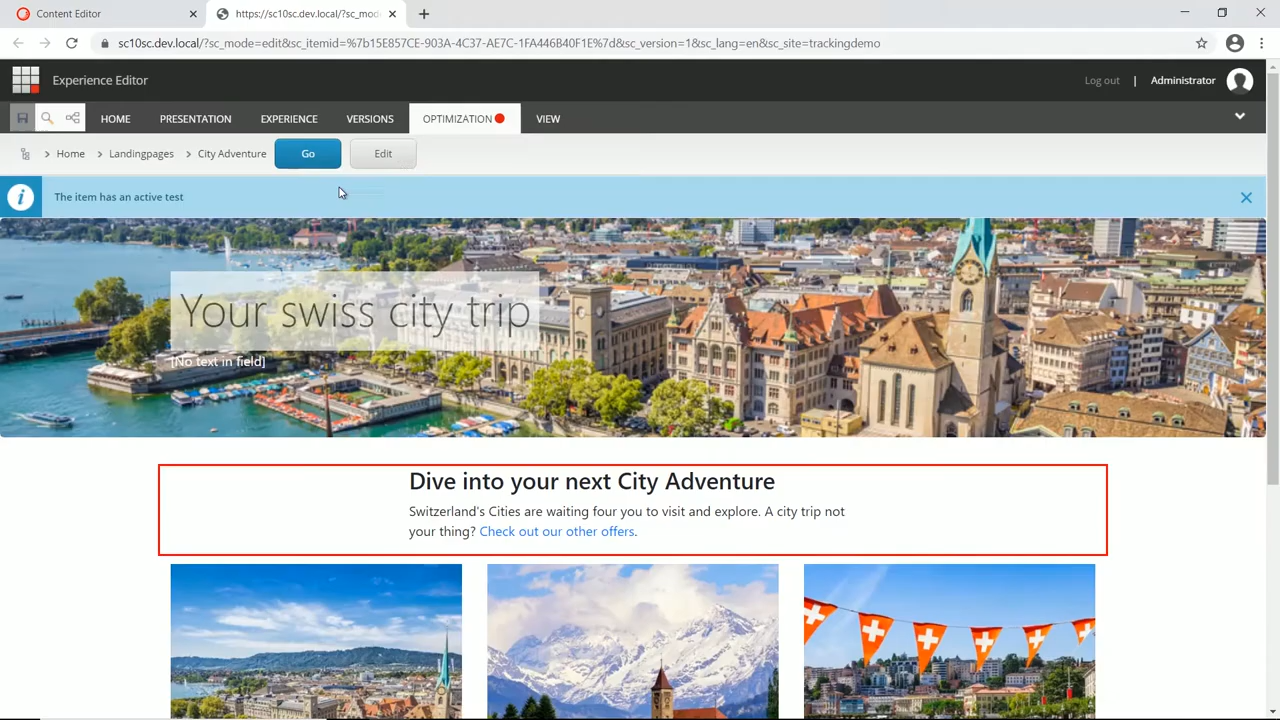 Content Editor
https://sc10sc.dev.local/?sc_mod
sc10sc.dev.local/?sc_mode=edit&sc_itemid=%7b15E857CE-903A-4C37-AE7C-1FA446B40F1E%7d&sc_version=1&sc_lang=en&sc_site=trackingdemo
Experience Editor
Log out | Administrator
HOME PRESENTATION EXPERIENCE VERSIONS OPTIMIZATION VIEW
Home > Landingpages > City Adventure Go Edit
The item has an active test
Your swiss city trip
[No text in field]
Dive into your next City Adventure
Switzerland's Cities are waiting four you to visit and explore. A city trip not
your thing? Check out our other offers.